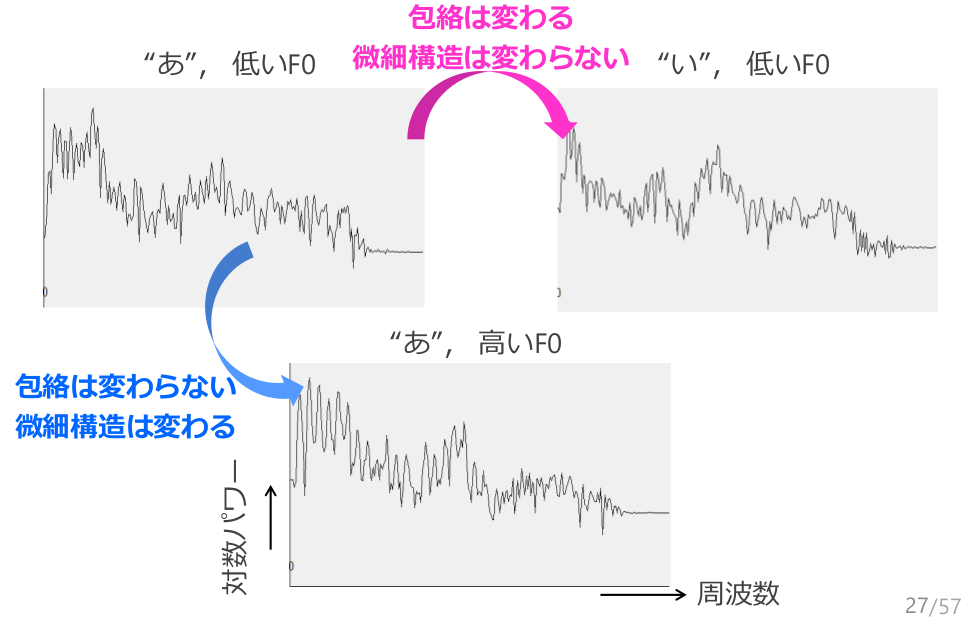 包絡は変わる
微細構造は変わらない
“あ”, 低いF0
“い”, 低いF0
0
0
“あ”, 高いF0
包絡は変わらない
微細構造は変わる
対数パワー
0
周波数
27/57